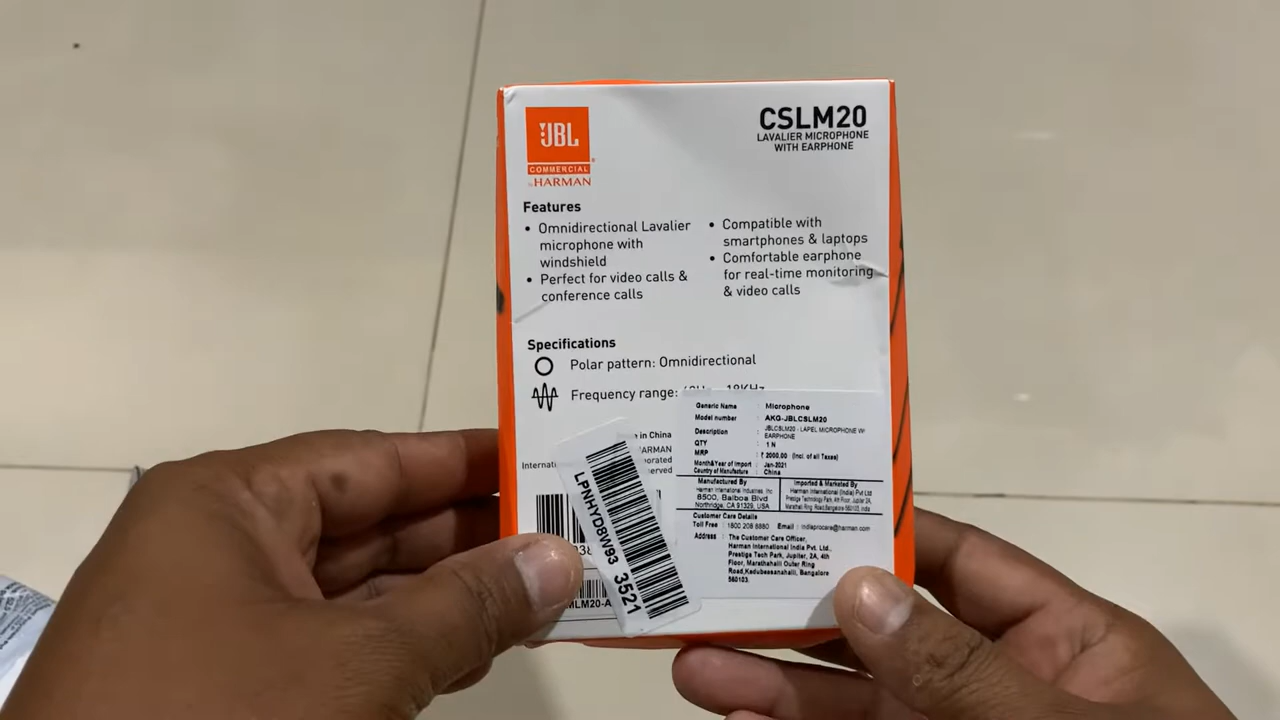 JBL
COMMERCIAL
by HARMAN
CSLM20
LAVALIER MICROPHONE
WITH EARPHONE
Features
• Omnidirectional Lavalier
microphone with
windshield
• Perfect for video calls &
conference calls
• Compatible with
smartphones & laptops
• Comfortable earphone
for real-time monitoring
& video calls
Specifications
Polar pattern: Omnidirectional
Frequency range: 18KHz
in China
HARMAN
Internati
LPNHYD8W93 3521
Generic Name : Microphone
Model number : AKG-JBLCSLM20
Description : JBLCSLM20 - LAPEL MICROPHONE W
EARPHONE
QTY : 1 N
MRP : ₹ 2000.00 (Incl. of all Taxes)
Month&Year of Import : Jan-2021
Country of Manufacture : China
Manufactured By
Harman International Industries, Inc
8500, Balboa Blvd
Northridge, CA 91329, USA
Imported & Marketed By
Harman International (India) Pvt Ltd
Prestige Technology Park, 4th Floor, Jupiter 2A,
Marathali Ring Road,Bangalore-560103, India
Customer Care Details
Toll Free : 1800 208 8880 Email : indiaprocare@harman.com
Address : The Customer Care Officer,
Harman International India Pvt. Ltd.,
Prestige Tech Park, Jupiter, 2A, 4th
Floor, Marathahalli Outer Ring
Road,Kadubeesanahalli, Bangalore
560103.
MLM20-A